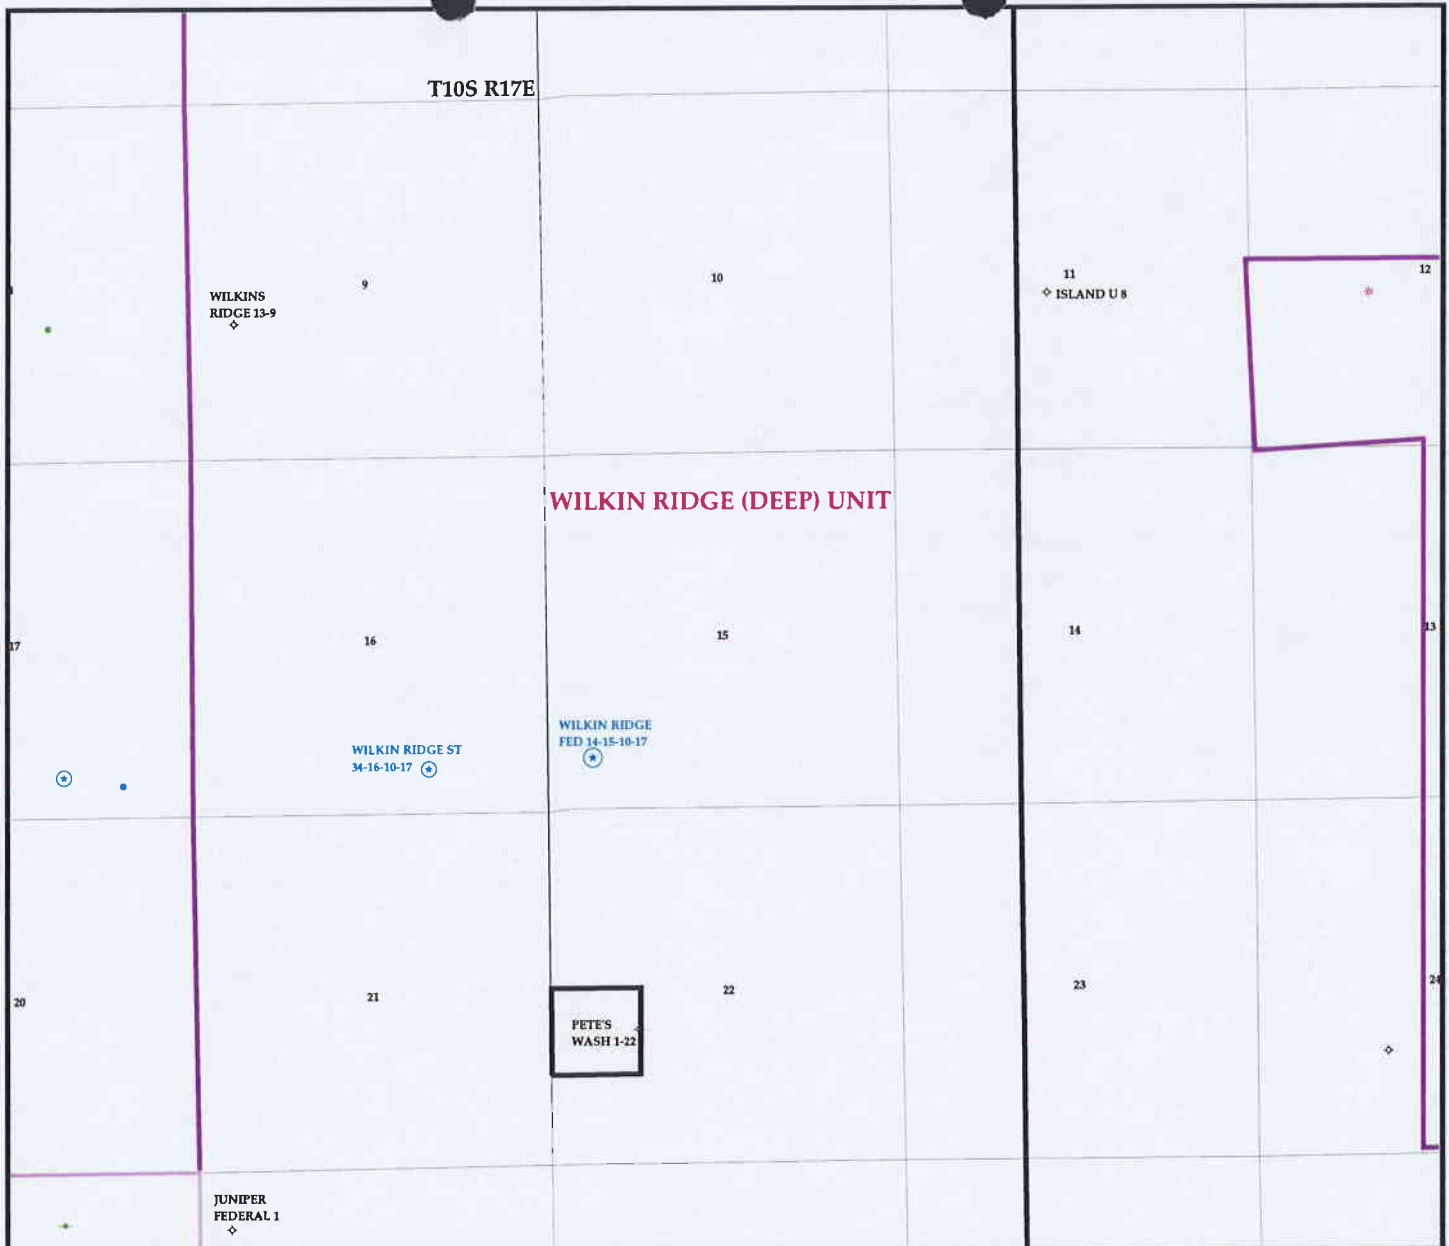 T10S R17E
9
10
11
12
WILKINS
RIDGE 13-9
ISLAND U 8
WILKIN RIDGE (DEEP) UNIT
17
16
15
14
13
WILKIN RIDGE
FED 14-15-10-17
WILKIN RIDGE ST
34-16-10-17
20
21
22
23
24
PETE'S
WASH 1-22
JUNIPER
FEDERAL 1